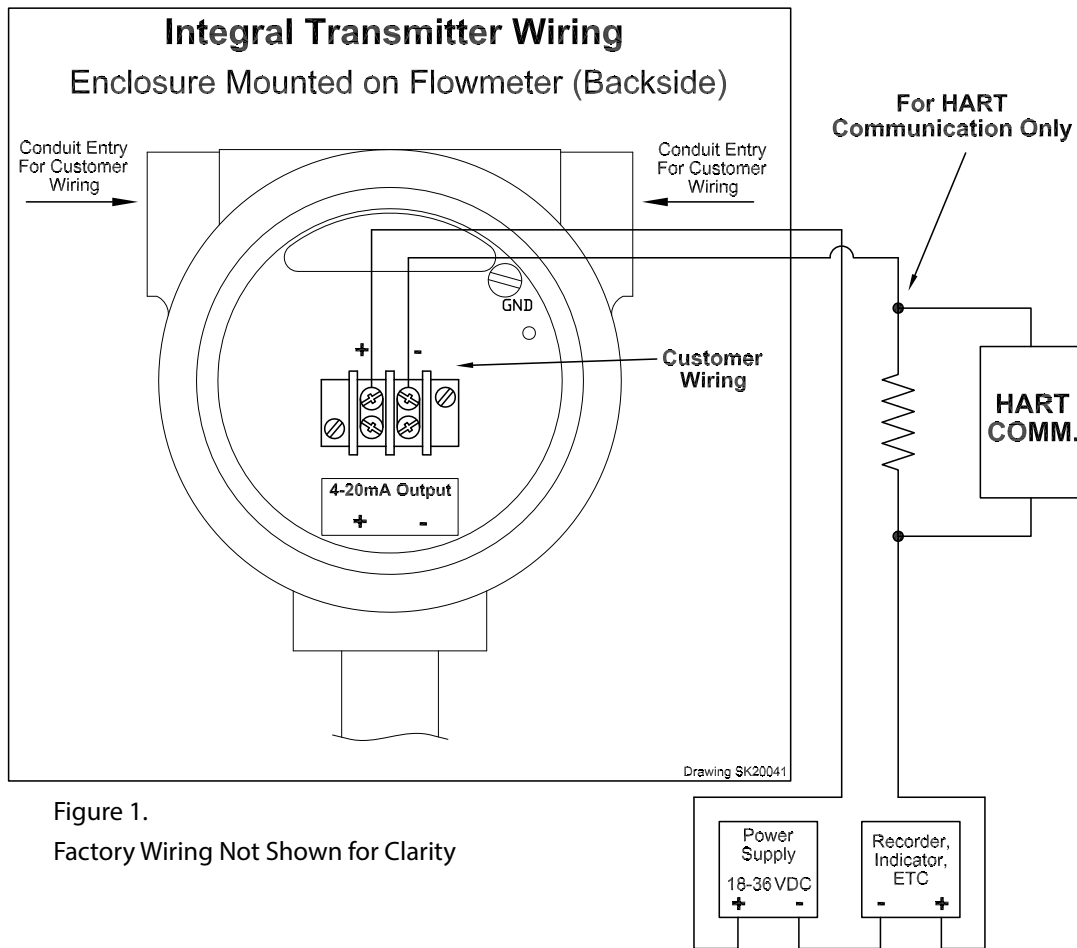 Integral Transmitter Wiring
Enclosure Mounted on Flowmeter (Backside)
Conduit Entry
For Customer
Wiring
Conduit Entry
For Customer
Wiring
For HART
Communication Only
GND
+ -
Customer
Wiring
HART
COMM.
4-20mA Output
+ -
Drawing SK20041
Figure 1.
Factory Wiring Not Shown for Clarity
Power
Supply
18-36 VDC
+ -
Recorder,
Indicator,
ETC
- +